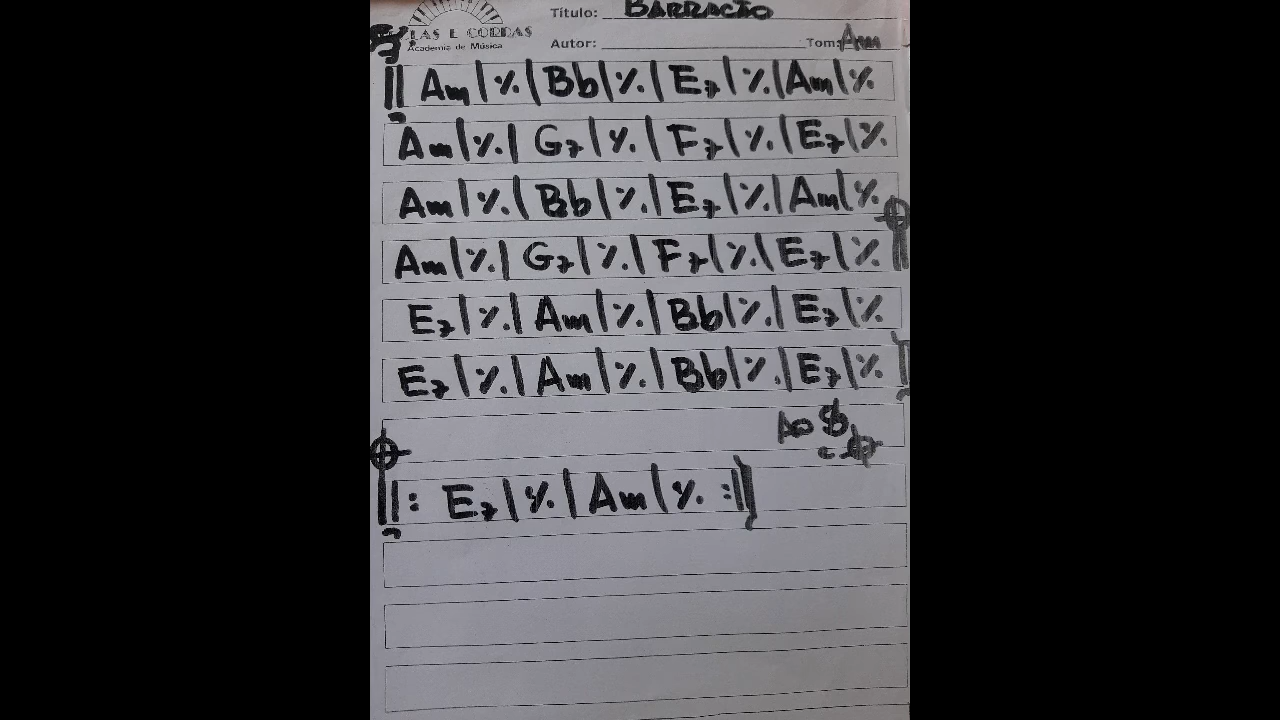 Título: BARRACÃO
TECLAS E CORDAS
Academia de Música
Autor: Tom: Am
Am | % | Bb | % | E7 | % | Am | %
Am | % | G7 | % | F7 | % | E7 | %
Am | % | Bb | % | E7 | % | Am | %
Am | % | G7 | % | F7 | % | E7 | %
E7 | % | Am | % | Bb | % | E7 | %
E7 | % | Am | % | Bb | % | E7 | %
AO
||: E7 | % | Am | % :||